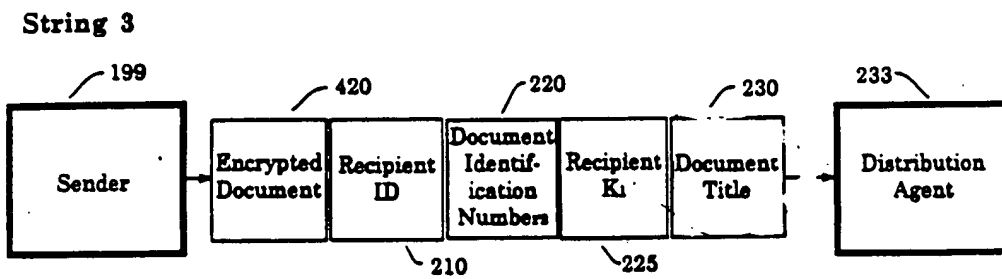 String 3
199
420
220
230
233
Sender
Encrypted
Document
Recipient
ID
Document
Identif-
ication
Numbers
Recipient
K1
Document
Title
Distribution
Agent
210
225